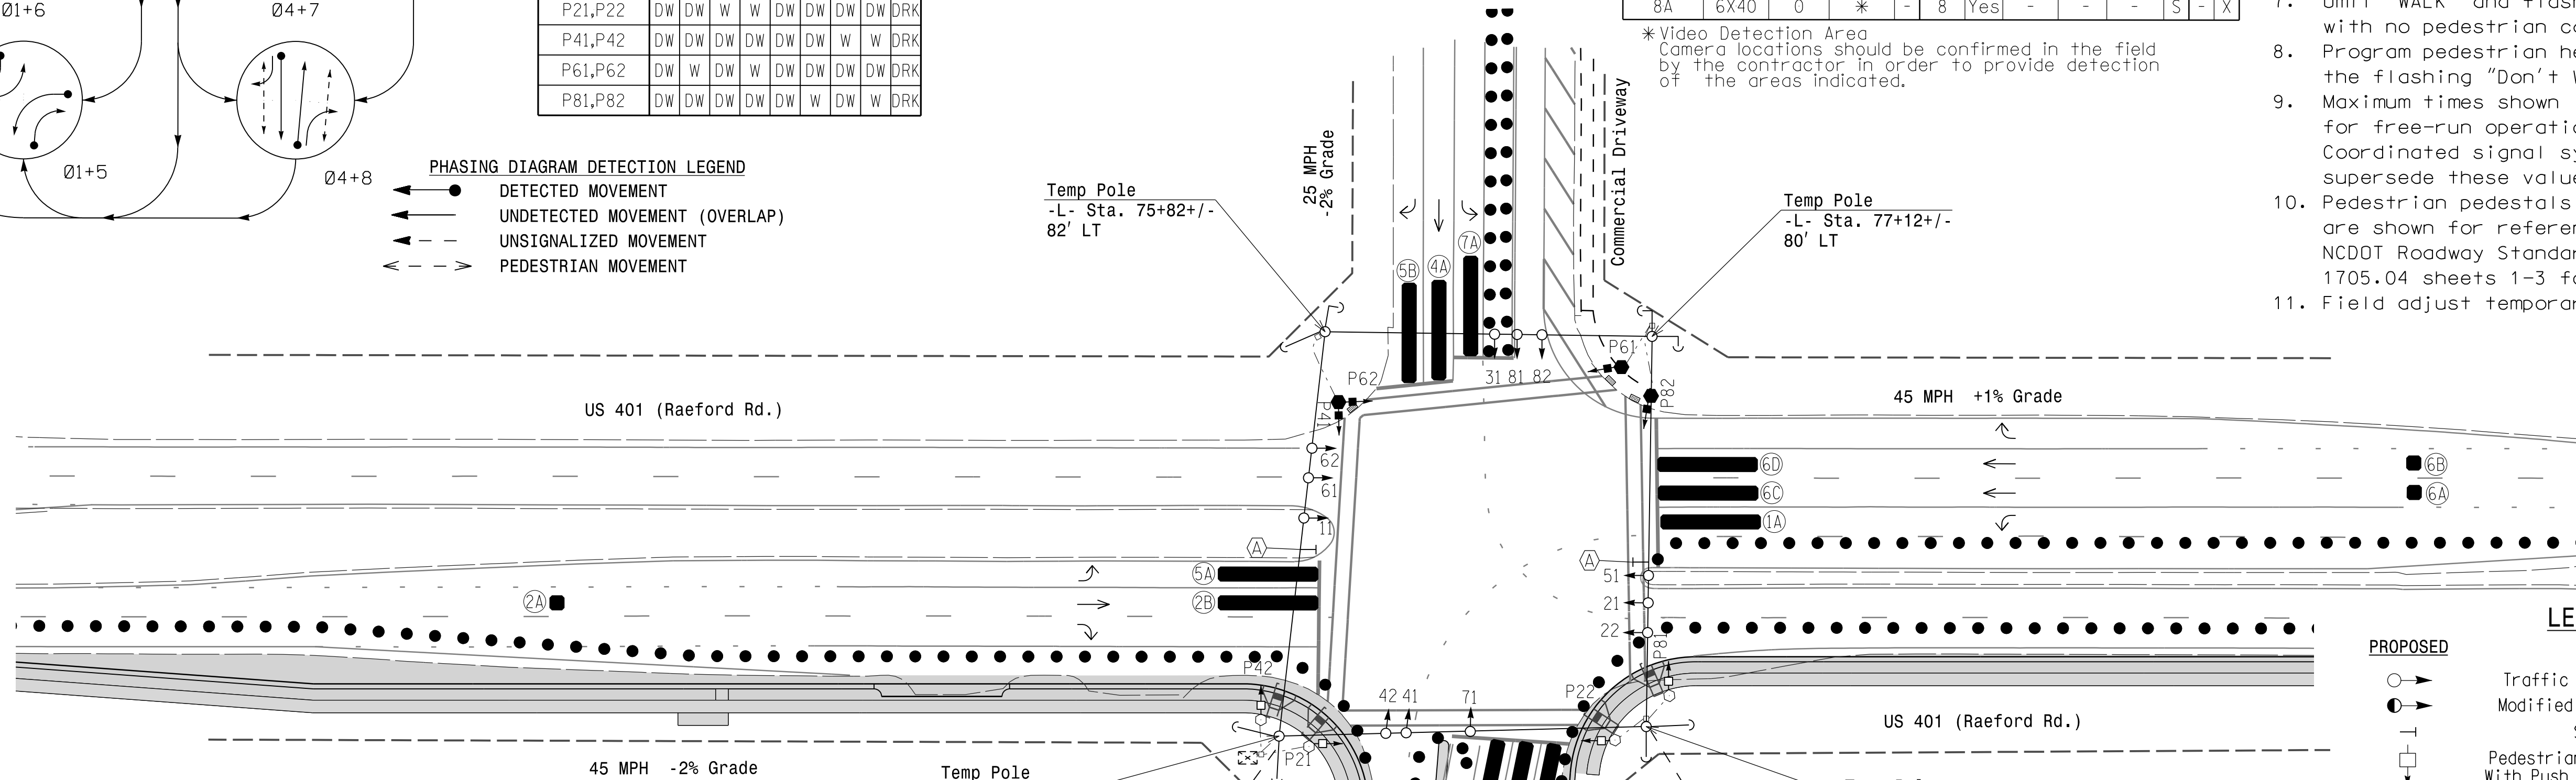 Ø1+6
Ø4+7
Ø1+5
Ø4+8
P21,P22 DW DW W W DW DW DW DW DRK
P41,P42 DW DW DW DW DW DW W W DRK
P61,P62 DW W DW W DW DW DW DW DRK
P81,P82 DW DW DW DW DW W DW W DRK
PHASING DIAGRAM DETECTION LEGEND
DETECTED MOVEMENT
UNDETECTED MOVEMENT (OVERLAP)
UNSIGNALIZED MOVEMENT
PEDESTRIAN MOVEMENT
8A 6X40 0 * - 8 Yes - - - S - X
* Video Detection Area
Camera locations should be confirmed in the field
by the contractor in order to provide detection
of the areas indicated.
with no pedestrian
8. Program pedestrian
the flashing "Don't
9. Maximum times shown
for free-run
Coordinated signal
supersede these
10. Pedestrian pedestals
are shown for
NCDOT Roadway
1705.04 sheets 1-3
11. Field adjust
Temp Pole
-L- Sta. 75+82+/-
82' LT
25 MPH
-2% Grade
Commercial Driveway
Temp Pole
-L- Sta. 77+12+/-
80' LT
5B
4A
7A
P62
P61
P41
P82
31 81 82
US 401 (Raeford Rd.)
45 MPH +1% Grade
62
61
11
A
5A
2B
2A
6D
6C
1A
6B
6A
A
51
21
22
P42
P81
P21
P22
42 41
71
US 401 (Raeford Rd.)
45 MPH -2% Grade
Temp Pole
PROPOSED
Traffic
Modified
With Push